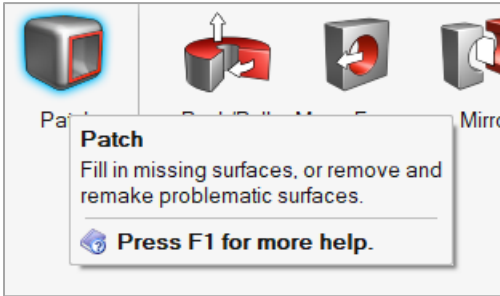 Patch
Fill in missing surfaces, or remove and
remake problematic surfaces.
Press F1 for more help.